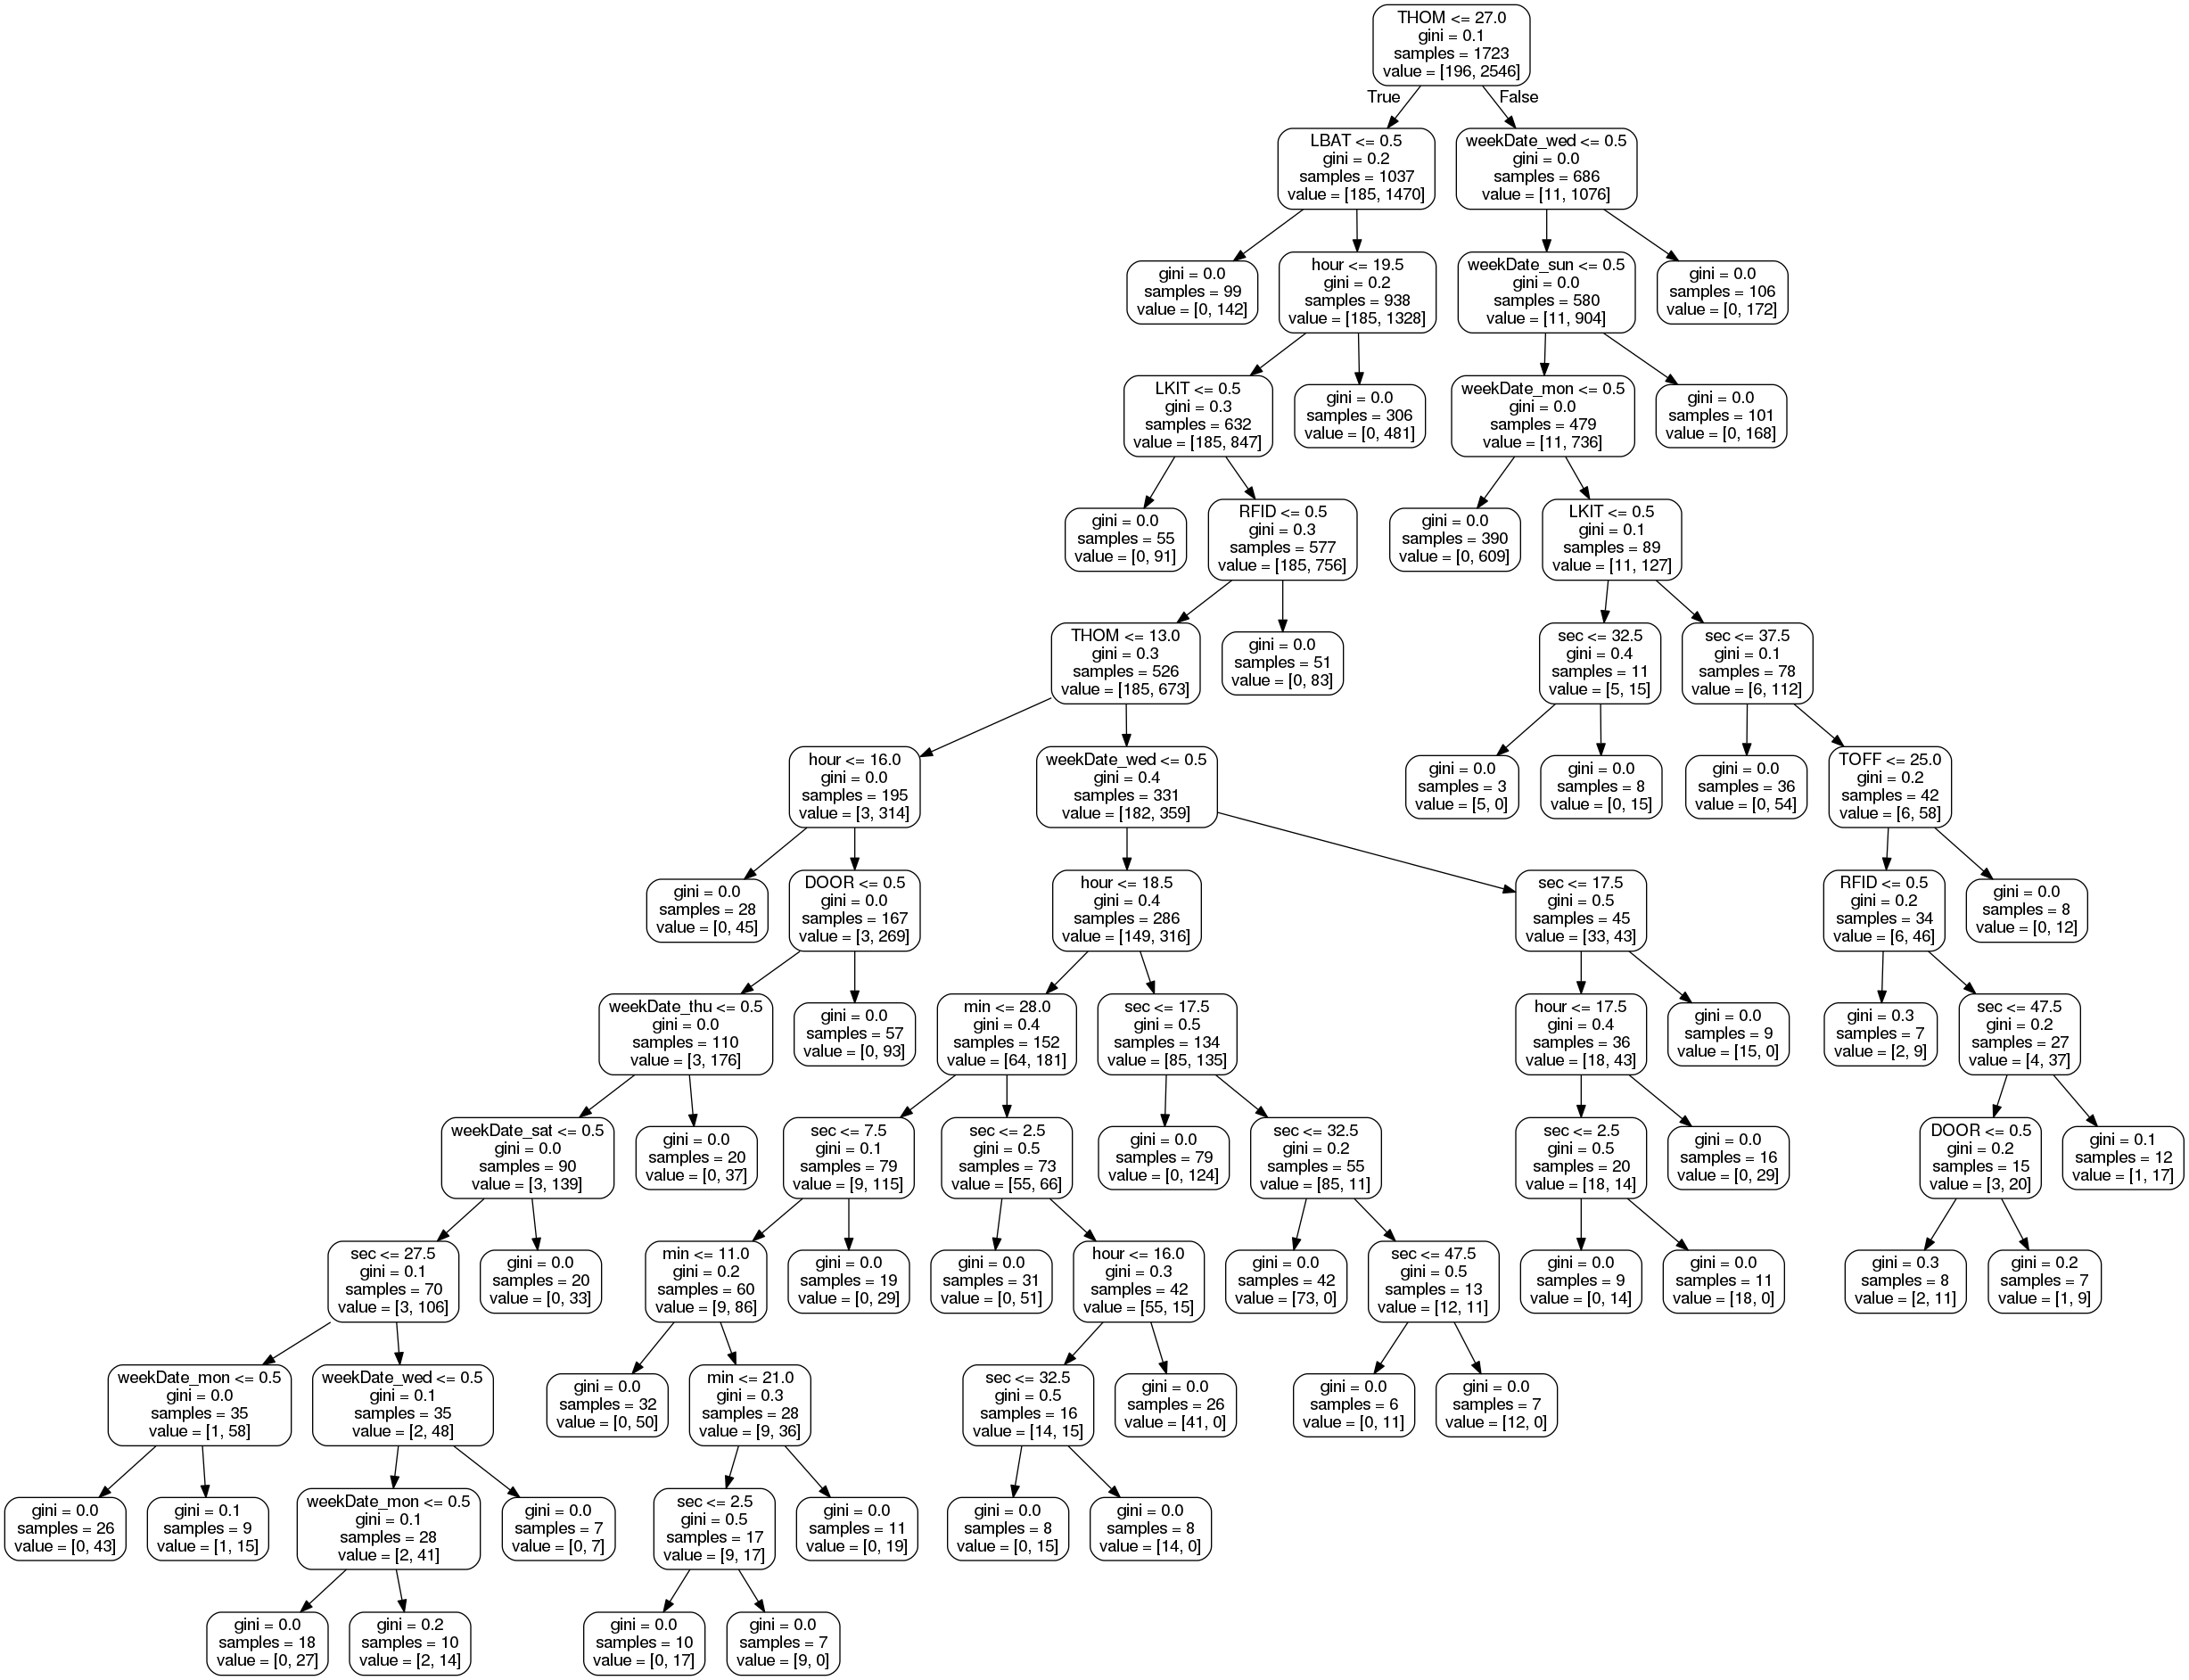 THOM <= 27.0
gini = 0.1
samples = 1723
value = [196, 2546]
True
False
LBAT <= 0.5
gini = 0.2
samples = 1037
value = [185, 1470]
weekDate_wed <= 0.5
gini = 0.0
samples = 686
value = [11, 1076]
gini = 0.0
samples = 99
value = [0, 142]
hour <= 19.5
gini = 0.2
samples = 938
value = [185, 1328]
weekDate_sun <= 0.5
gini = 0.0
samples = 580
value = [11, 904]
gini = 0.0
samples = 106
value = [0, 172]
LKIT <= 0.5
gini = 0.3
samples = 632
value = [185, 847]
gini = 0.0
samples = 306
value = [0, 481]
weekDate_mon <= 0.5
gini = 0.0
samples = 479
value = [11, 736]
gini = 0.0
samples = 101
value = [0, 168]
gini = 0.0
samples = 55
value = [0, 91]
RFID <= 0.5
gini = 0.3
samples = 577
value = [185, 756]
gini = 0.0
samples = 390
value = [0, 609]
LKIT <= 0.5
gini = 0.1
samples = 89
value = [11, 127]
THOM <= 13.0
gini = 0.3
samples = 526
value = [185, 673]
gini = 0.0
samples = 51
value = [0, 83]
sec <= 32.5
gini = 0.4
samples = 11
value = [5, 15]
sec <= 37.5
gini = 0.1
samples = 78
value = [6, 112]
hour <= 16.0
gini = 0.0
samples = 195
value = [3, 314]
weekDate_wed <= 0.5
gini = 0.4
samples = 331
value = [182, 359]
gini = 0.0
samples = 3
value = [5, 0]
gini = 0.0
samples = 8
value = [0, 15]
gini = 0.0
samples = 36
value = [0, 54]
TOFF <= 25.0
gini = 0.2
samples = 42
value = [6, 58]
gini = 0.0
samples = 28
value = [0, 45]
DOOR <= 0.5
gini = 0.0
samples = 167
value = [3, 269]
hour <= 18.5
gini = 0.4
samples = 286
value = [149, 316]
sec <= 17.5
gini = 0.5
samples = 45
value = [33, 43]
RFID <= 0.5
gini = 0.2
samples = 34
value = [6, 46]
gini = 0.0
samples = 8
value = [0, 12]
weekDate_thu <= 0.5
gini = 0.0
samples = 110
value = [3, 176]
gini = 0.0
samples = 57
value = [0, 93]
min <= 28.0
gini = 0.4
samples = 152
value = [64, 181]
sec <= 17.5
gini = 0.5
samples = 134
value = [85, 135]
hour <= 17.5
gini = 0.4
samples = 36
value = [18, 43]
gini = 0.0
samples = 9
value = [15, 0]
gini = 0.3
samples = 7
value = [2, 9]
sec <= 47.5
gini = 0.2
samples = 27
value = [4, 37]
weekDate_sat <= 0.5
gini = 0.0
samples = 90
value = [3, 139]
gini = 0.0
samples = 20
value = [0, 37]
sec <= 7.5
gini = 0.1
samples = 79
value = [9, 115]
sec <= 2.5
gini = 0.5
samples = 73
value = [55, 66]
gini = 0.0
samples = 79
value = [0, 124]
sec <= 32.5
gini = 0.2
samples = 55
value = [85, 11]
sec <= 2.5
gini = 0.5
samples = 20
value = [18, 14]
gini = 0.0
samples = 16
value = [0, 29]
DOOR <= 0.5
gini = 0.2
samples = 15
value = [3, 20]
gini = 0.1
samples = 12
value = [1, 17]
sec <= 27.5
gini = 0.1
samples = 70
value = [3, 106]
gini = 0.0
samples = 20
value = [0, 33]
min <= 11.0
gini = 0.2
samples = 60
value = [9, 86]
gini = 0.0
samples = 19
value = [0, 29]
gini = 0.0
samples = 31
value = [0, 51]
hour <= 16.0
gini = 0.3
samples = 42
value = [55, 15]
gini = 0.0
samples = 42
value = [73, 0]
sec <= 47.5
gini = 0.5
samples = 13
value = [12, 11]
gini = 0.0
samples = 9
value = [0, 14]
gini = 0.0
samples = 11
value = [18, 0]
gini = 0.3
samples = 8
value = [2, 11]
gini = 0.2
samples = 7
value = [1, 9]
weekDate_mon <= 0.5
gini = 0.0
samples = 35
value = [1, 58]
weekDate_wed <= 0.5
gini = 0.1
samples = 35
value = [2, 48]
gini = 0.0
samples = 32
value = [0, 50]
min <= 21.0
gini = 0.3
samples = 28
value = [9, 36]
sec <= 32.5
gini = 0.5
samples = 16
value = [14, 15]
gini = 0.0
samples = 26
value = [41, 0]
gini = 0.0
samples = 6
value = [0, 11]
gini = 0.0
samples = 7
value = [12, 0]
gini = 0.0
samples = 26
value = [0, 43]
gini = 0.1
samples = 9
value = [1, 15]
weekDate_mon <= 0.5
gini = 0.1
samples = 28
value = [2, 41]
gini = 0.0
samples = 7
value = [0, 7]
sec <= 2.5
gini = 0.5
samples = 17
value = [9, 17]
gini = 0.0
samples = 11
value = [0, 19]
gini = 0.0
samples = 8
value = [0, 15]
gini = 0.0
samples = 8
value = [14, 0]
gini = 0.0
samples = 18
value = [0, 27]
gini = 0.2
samples = 10
value = [2, 14]
gini = 0.0
samples = 10
value = [0, 17]
gini = 0.0
samples = 7
value = [9, 0]